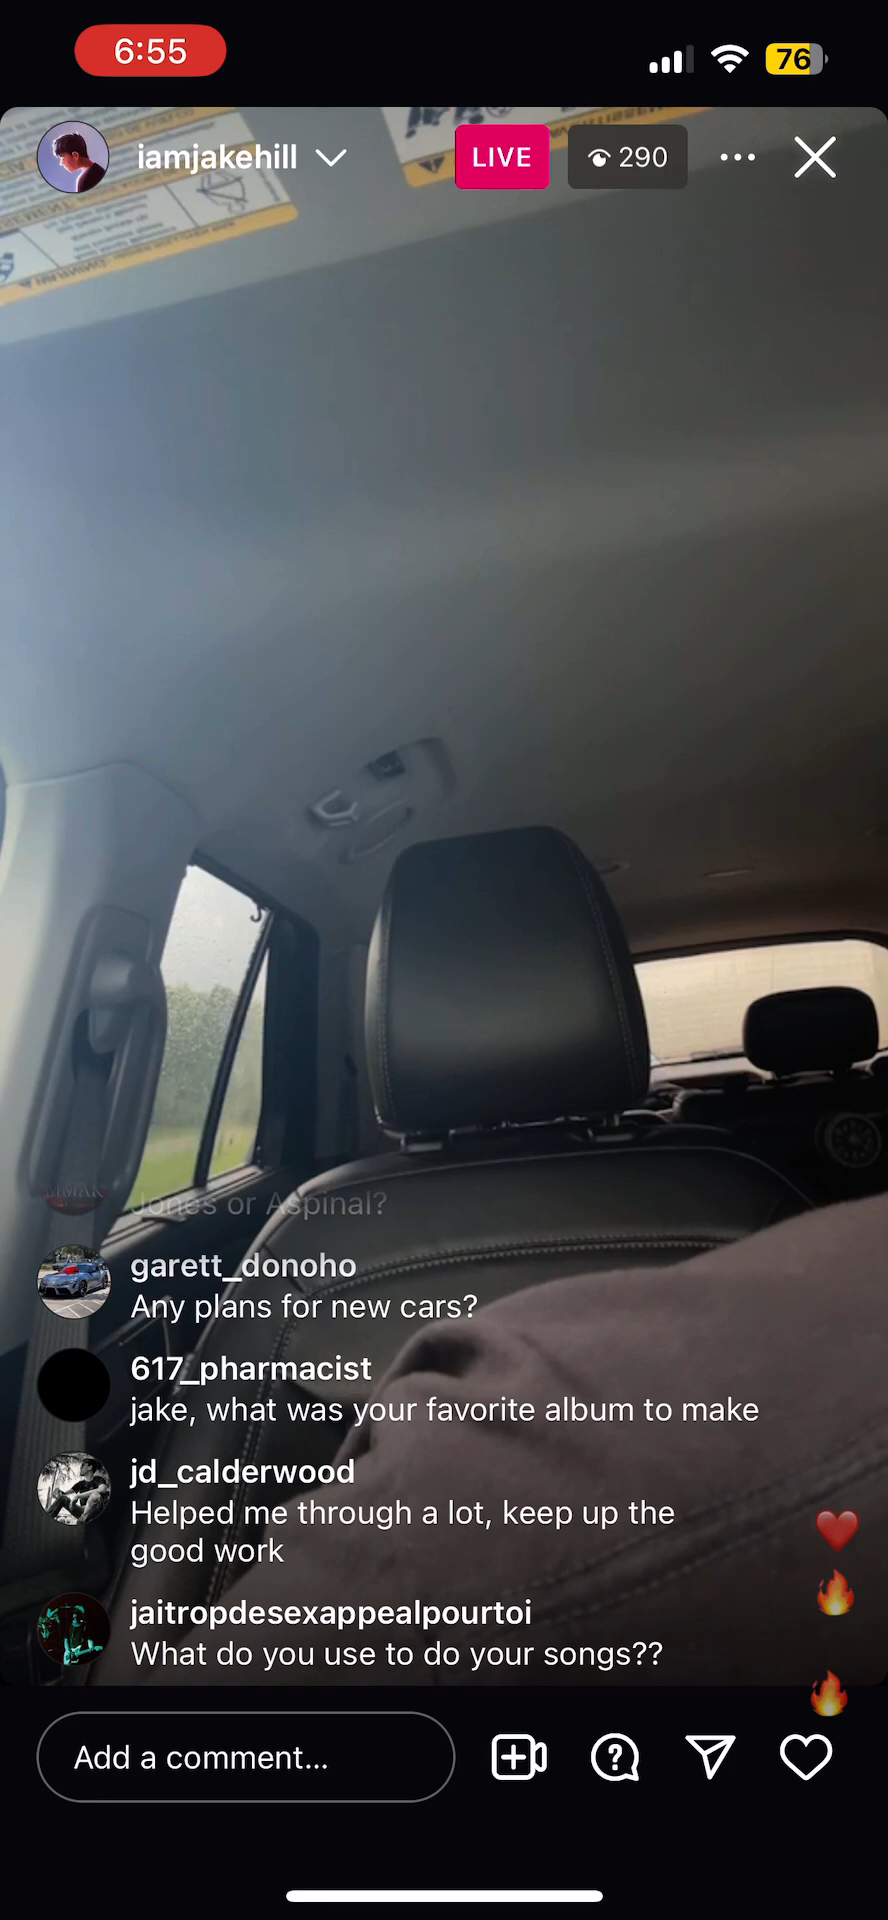 6:55
76
iamjakehill
LIVE
290
Jones or Aspinal?
garett_donoho
Any plans for new cars?
617_pharmacist
jake, what was your favorite album to make
jd_calderwood
Helped me through a lot, keep up the
good work
jaitropdesexappealpourtoi
What do you use to do your songs??
Add a comment...